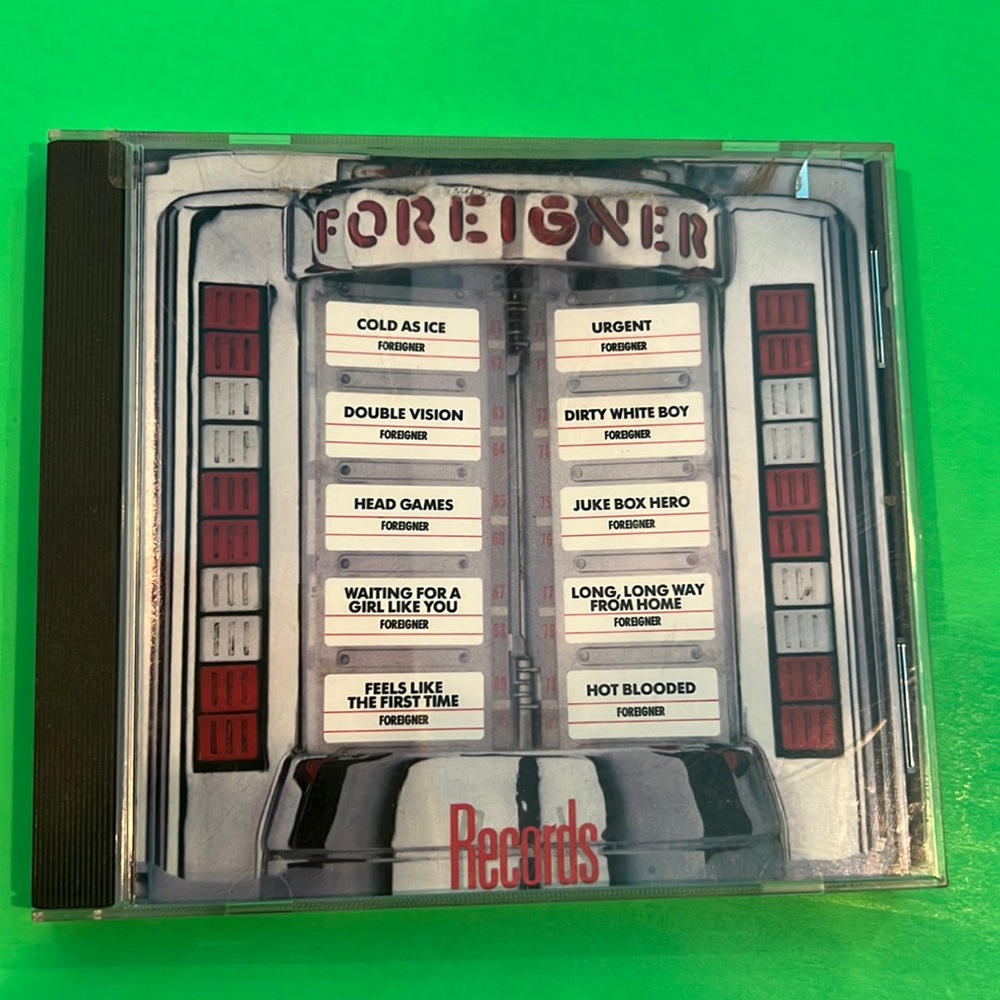 FOREIGNER
COLD AS ICE
FOREIGNER
DOUBLE VISION
FOREIGNER
HEAD GAMES
FOREIGNER
WAITING FOR A
GIRL LIKE YOU
FOREIGNER
FEELS LIKE
THE FIRST TIME
FOREIGNER
URGENT
FOREIGNER
DIRTY WHITE BOY
FOREIGNER
JUKE BOX HERO
FOREIGNER
LONG, LONG WAY
FROM HOME
FOREIGNER
HOT BLOODED
FOREIGNER
Records